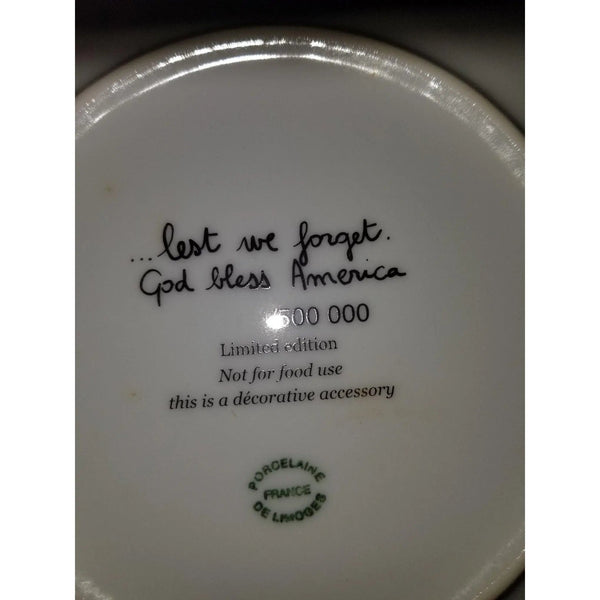 ...lest we forget.
God bless America
/500 000
Limited edition
Not for food use
this is a décorative accessory
PORCELAINE
FRANCE
DE LIMOGES